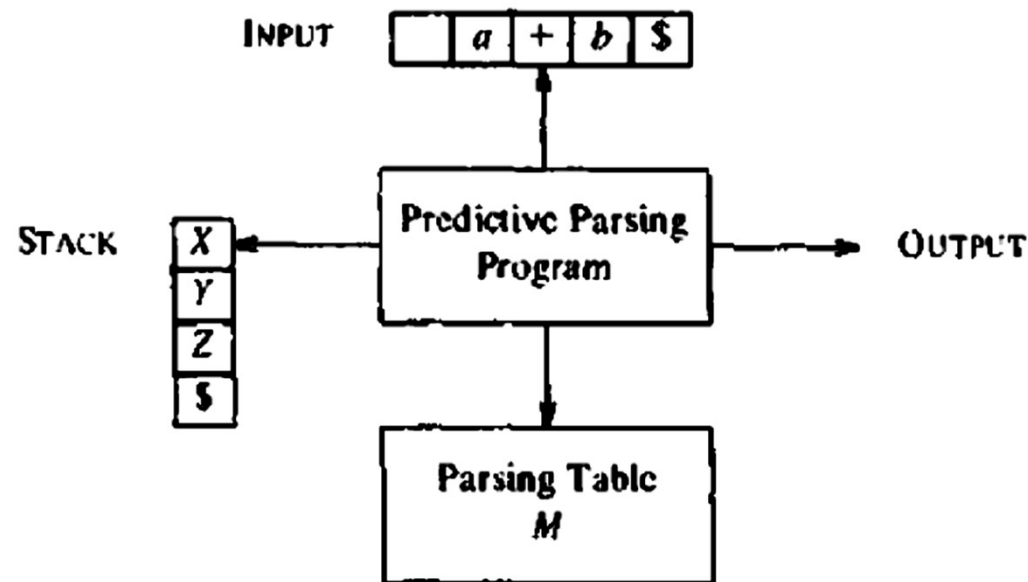 INPUT
a + b $
Predictive Parsing
Program
STACK
X
Y
Z
$
OUTPUT
Parsing Table
M